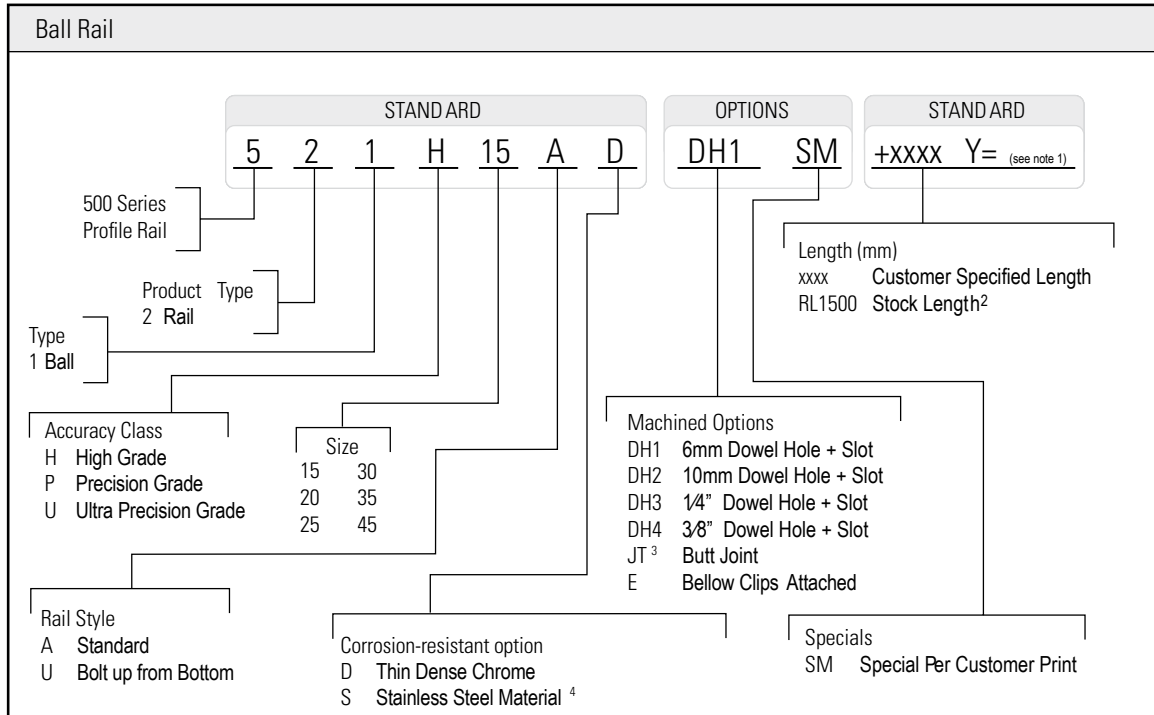 Ball Rail
STANDARD OPTIONS STANDARD
5 2 1 H 15 A D DH1 SM +xxxx Y= (see note 1)
500 Series
Profile Rail
Product Type
2 Rail
Type
1 Ball
Length (mm)
xxxx Customer Specified Length
RL1500 Stock Length2
Accuracy Class
H High Grade
P Precision Grade
U Ultra Precision Grade
Size
15 30
20 35
25 45
Machined Options
DH1 6mm Dowel Hole + Slot
DH2 10mm Dowel Hole + Slot
DH3 1⁄4” Dowel Hole + Slot
DH4 3⁄8” Dowel Hole + Slot
JT 3 Butt Joint
E Bellow Clips Attached
Rail Style
A Standard
U Bolt up from Bottom
Corrosion-resistant option
D Thin Dense Chrome
S Stainless Steel Material 4
Specials
SM Special Per Customer Print